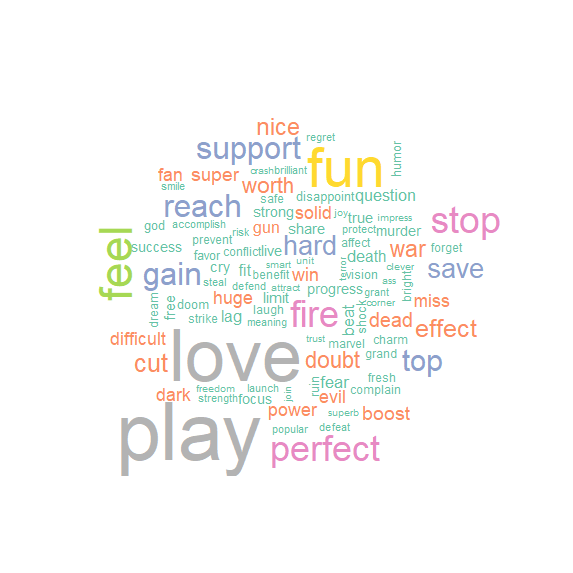 nice
regret
support
fun
humor
crash
brilliant
fan
super
worth
smile
safe
disappoint
question
reach
strong
solid
joy
true
impress
stop
god
accomplish
risk
gun
share
protect
murder
feel
success
prevent
conflict
live
hard
affect
war
forget
favor
death
gain
cry
fit
smart
unit
terror
vision
clever
save
steal
benefit
win
progress
ass
bright
defend
attract
grant
dream
free
doom
huge
limit
corner
miss
strike
lag
laugh
meaning
fire
beat
shock
dead
effect
difficult
love
trust
marvel
charm
cut
doubt
grand
top
dark
freedom
launch
join
ruin
fear
fresh
complain
strength
focus
evil
play
power
superb
boost
popular
defeat
perfect